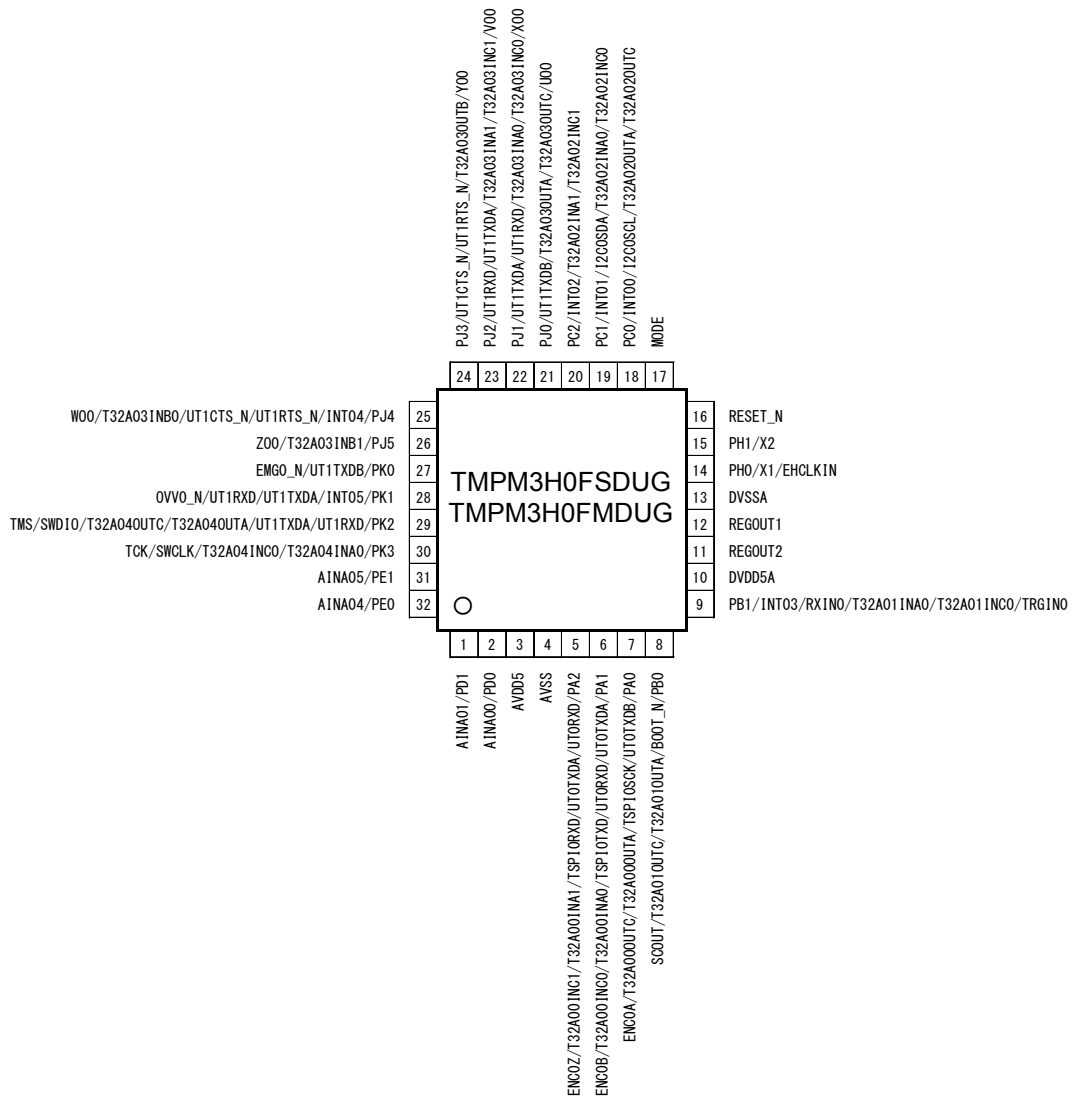 PJ3/UT1CTS_N/UT1RTS_N/T32A03OUTB/YO0
PJ2/UT1RXD/UT1TXDA/T32A03INA1/T32A03INC1/VO0
PJ1/UT1TXDA/UT1RXD/T32A03INA0/T32A03INC0/XO0
PJ0/UT1TXDB/T32A03OUTA/T32A03OUTC/UO0
PC2/INT02/T32A02INA1/T32A02INC1
PC1/INT01/I2C0SDA/T32A02INA0/T32A02INC0
PC0/INT00/I2C0SCL/T32A02OUTA/T32A02OUTC
MODE
24 23 22 21 20 19 18 17
WO0/T32A03INB0/UT1CTS_N/UT1RTS_N/INT04/PJ4 25
ZO0/T32A03INB1/PJ5 26
EMG0_N/UT1TXDB/PK0 27
OVV0_N/UT1RXD/UT1TXDA/INT05/PK1 28
TMS/SWDIO/T32A04OUTC/T32A04OUTA/UT1TXDA/UT1RXD/PK2 29
TCK/SWCLK/T32A04INC0/T32A04INA0/PK3 30
AINA05/PE1 31
AINA04/PE0 32
TMPM3H0FSDUG
TMPM3H0FMDUG
16 RESET_N
15 PH1/X2
14 PH0/X1/EHCLKIN
13 DVSSA
12 REGOUT1
11 REGOUT2
10 DVDD5A
9 PB1/INT03/RXIN0/T32A01INA0/T32A01INC0/TRGIN0
1 2 3 4 5 6 7 8
AINA01/PD1
AINA00/PD0
AVDD5
AVSS
ENC0Z/T32A00INC1/T32A00INA1/TSPI0RXD/UT0TXDA/UT0RXD/PA2
ENC0B/T32A00INC0/T32A00INA0/TSPI0TXD/UT0RXD/UT0TXDA/PA1
ENC0A/T32A00OUTC/T32A00OUTA/TSPI0SCK/UT0TXDB/PA0
SCOUT/T32A01OUTC/T32A01OUTA/BOOT_N/PB0